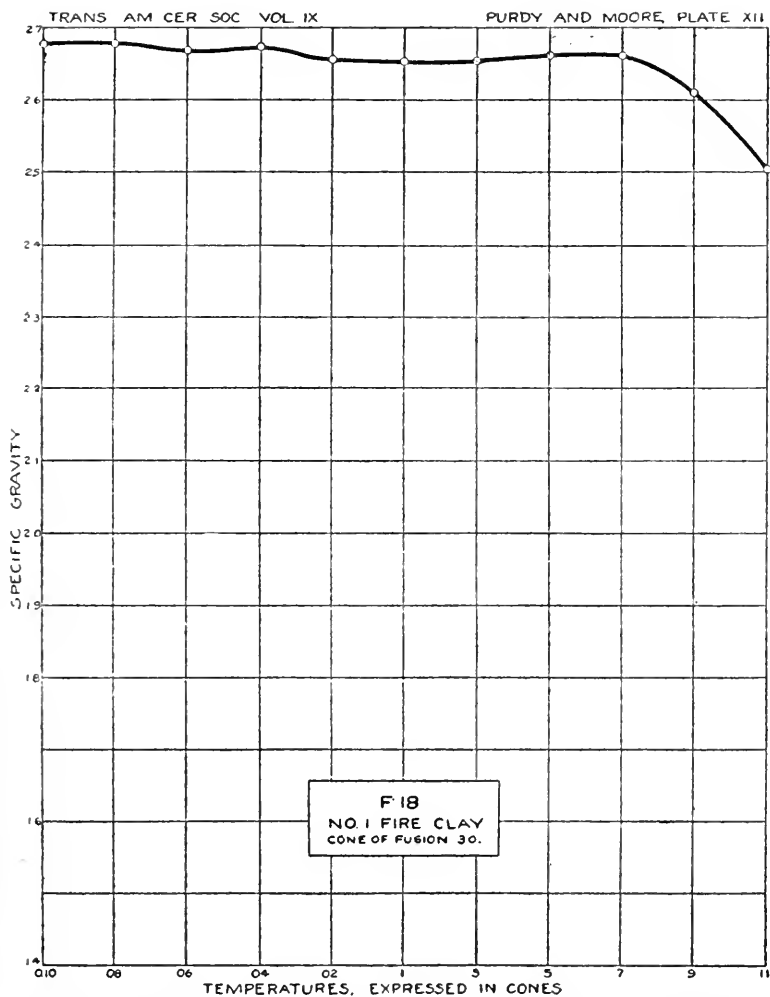 TRANS AM CER SOC VOL IX
PURDY AND MOORE, PLATE XII
2.7
2.6
2.5
2.4
2.3
2.2
2.1
2.0
1.9
1.8
1.6
1.4
SPECIFIC GRAVITY
F 18
NO. 1 FIRE CLAY
CONE OF FUSION 30.
010 08 06 04 02 1 3 5 7 9 11
TEMPERATURES, EXPRESSED IN CONES